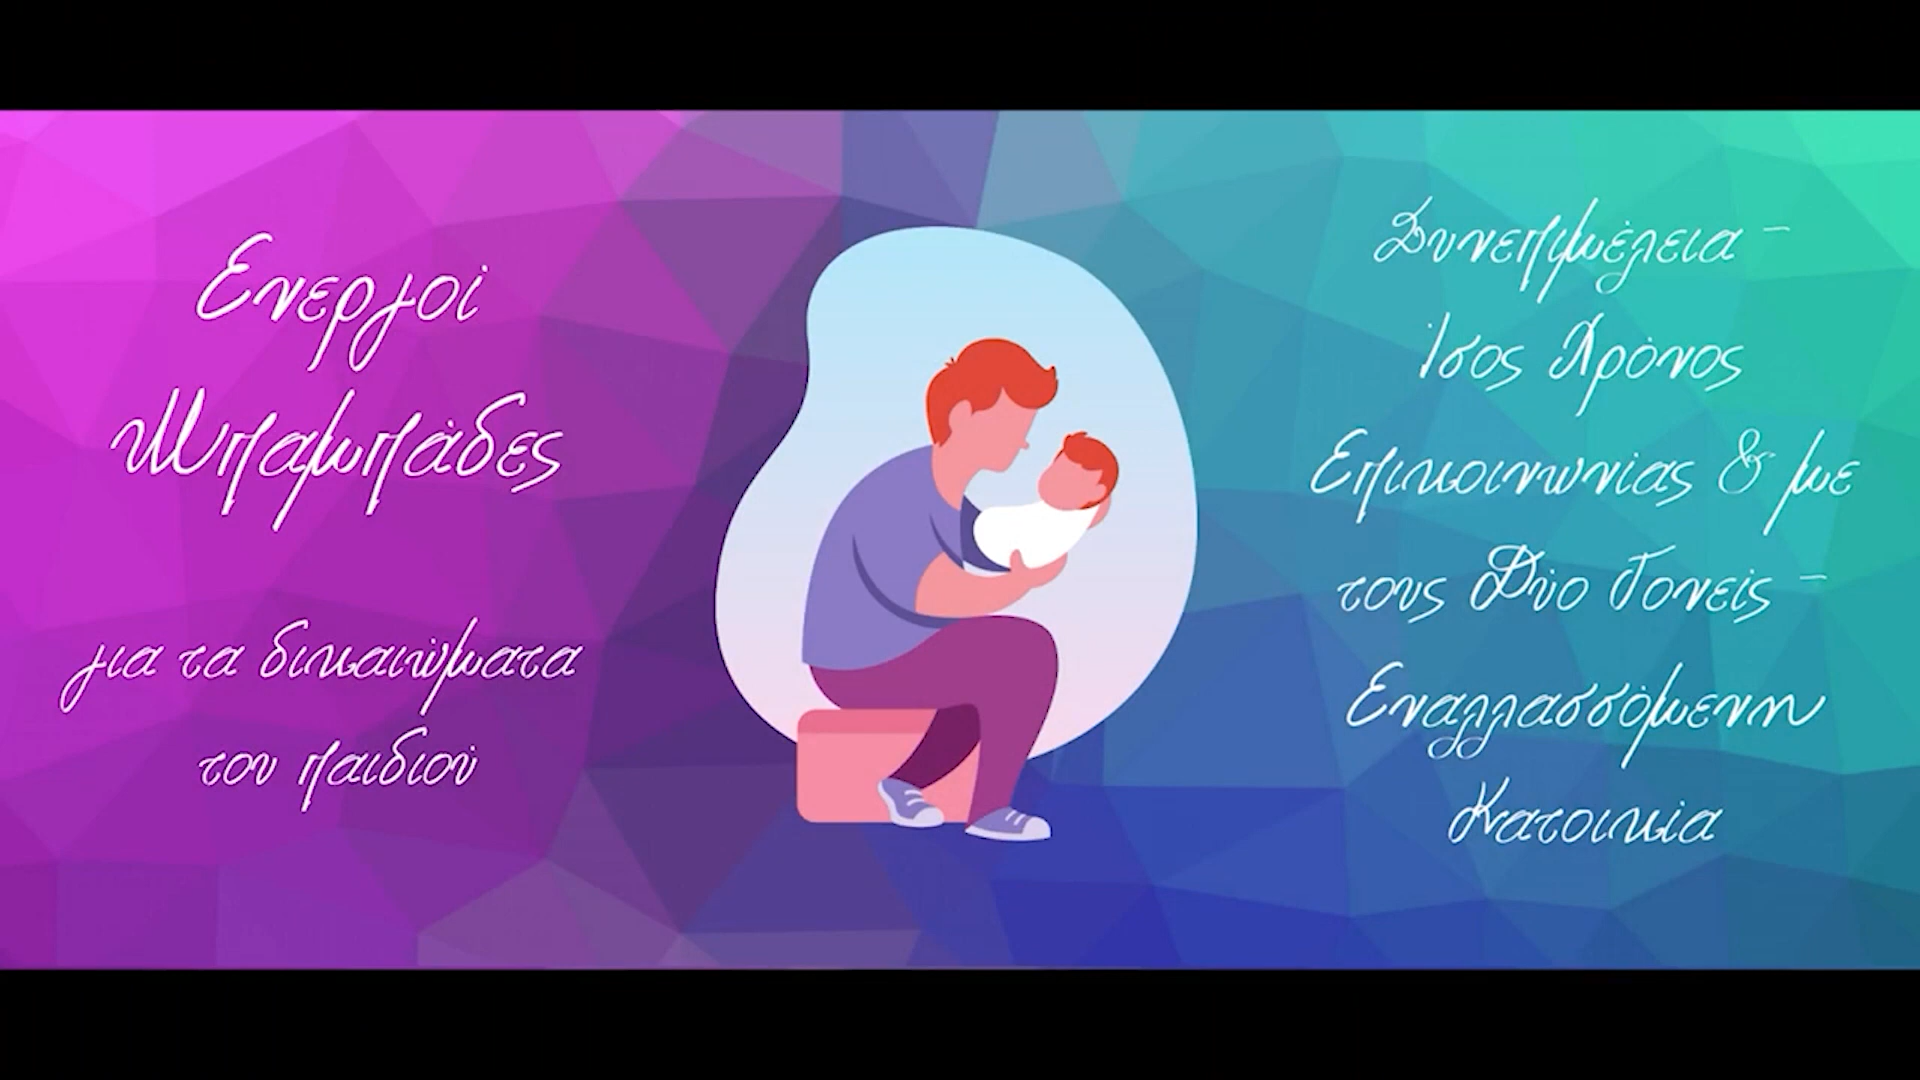 Ενεργοί
Μπαμπάδες
για τα δικαιώματα
του παιδιού
Συνεπιμέλεια -
Ίσος Χρόνος
Επικοινωνίας & με
τους Δύο Γονείς -
Εναλλασσόμενη
Κατοικία